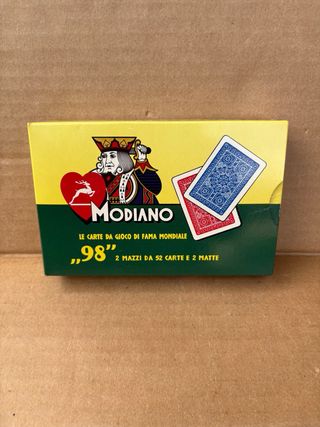 MODIANO
LE CARTE DA GIOCO DI FAMA MONDIALE
„98” 2 MAZZI DA 52 CARTE E 2 MATTE